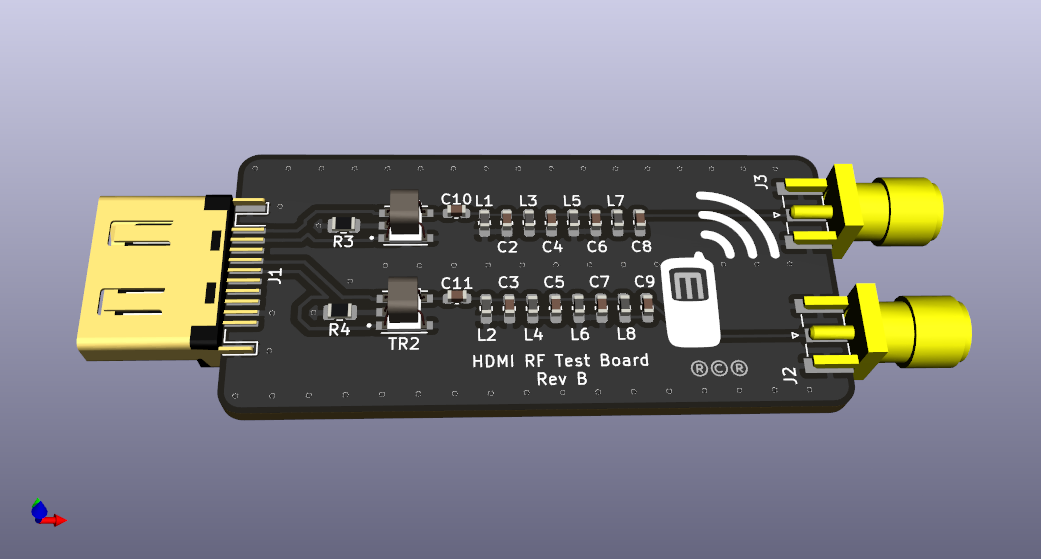 J3
C10 L1 L3 L5 L7
R3
C2 C4 C6 C8
J1
C11 C3 C5 C7 C9
R4
L2 L4 L6 L8
TR2
HDMI RF Test Board
Rev B
® © ®
J2